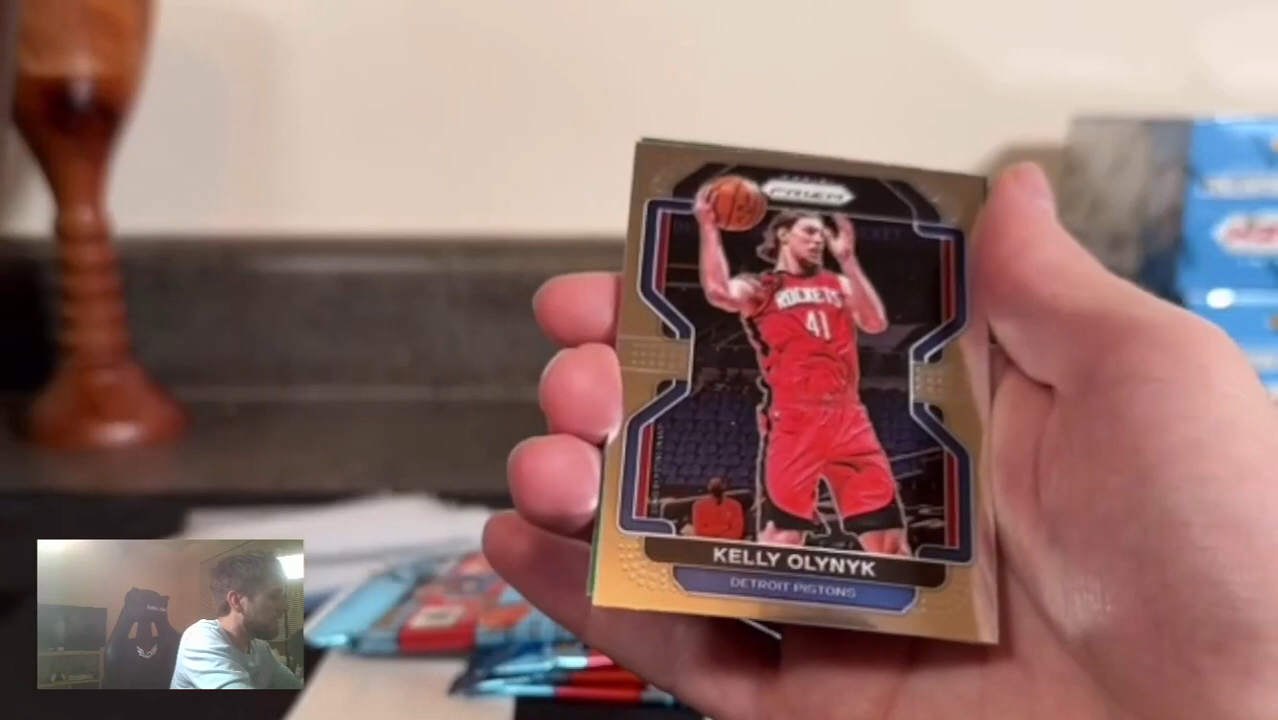 PRIZM
ROCKETS
41
KELLY OLYNYK
DETROIT PISTONS